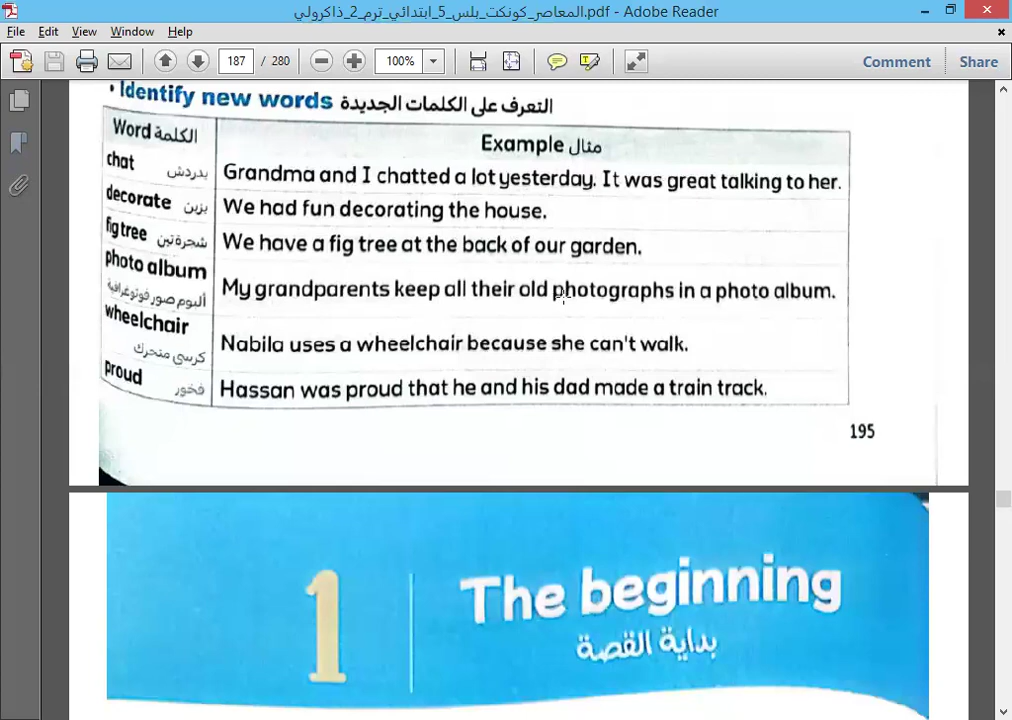 المعاصر_كونكت_بلس_5_ابتدائي_ترم_2_ذاكرولي.pdf - Adobe Reader
File Edit View Window Help
187 / 280 100% Comment Share
• Identify new words التعرف على الكلمات الجديدة
Word الكلمة Example مثال
chat يدردش Grandma and I chatted a lot yesterday. It was great talking to her.
decorate يزين We had fun decorating the house.
fig tree شجرة تين We have a fig tree at the back of our garden.
photo album
ألبوم صور فوتوغرافية My grandparents keep all their old photographs in a photo album.
wheelchair
كرسى متحرك Nabila uses a wheelchair because she can't walk.
proud فخور Hassan was proud that he and his dad made a train track.
195
1 The beginning
بداية القصة